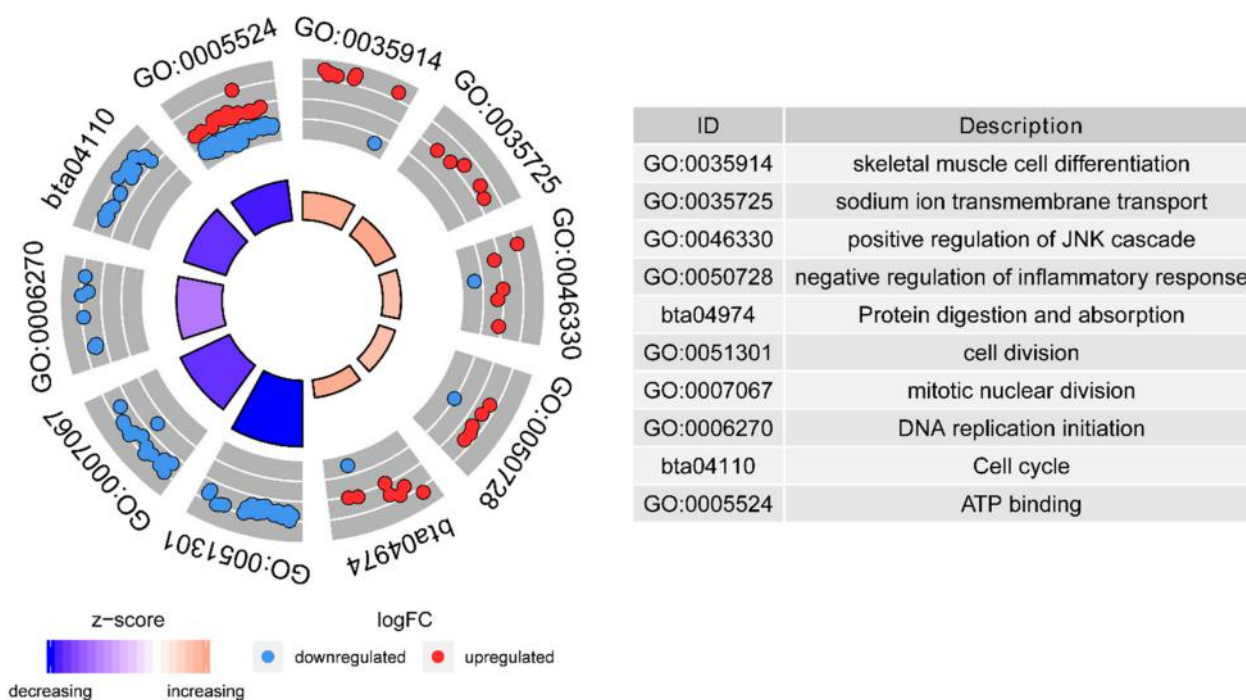 GO:0005524
GO:0035914
GO:0035725
GO:0046330
GO:0050728
bta04974
GO:0051301
GO:0007067
GO:0006270
bta04110
ID Description
GO:0035914 skeletal muscle cell differentiation
GO:0035725 sodium ion transmembrane transport
GO:0046330 positive regulation of JNK cascade
GO:0050728 negative regulation of inflammatory response
bta04974 Protein digestion and absorption
GO:0051301 cell division
GO:0007067 mitotic nuclear division
GO:0006270 DNA replication initiation
bta04110 Cell cycle
GO:0005524 ATP binding
z-score logFC
downregulated upregulated
decreasing increasing